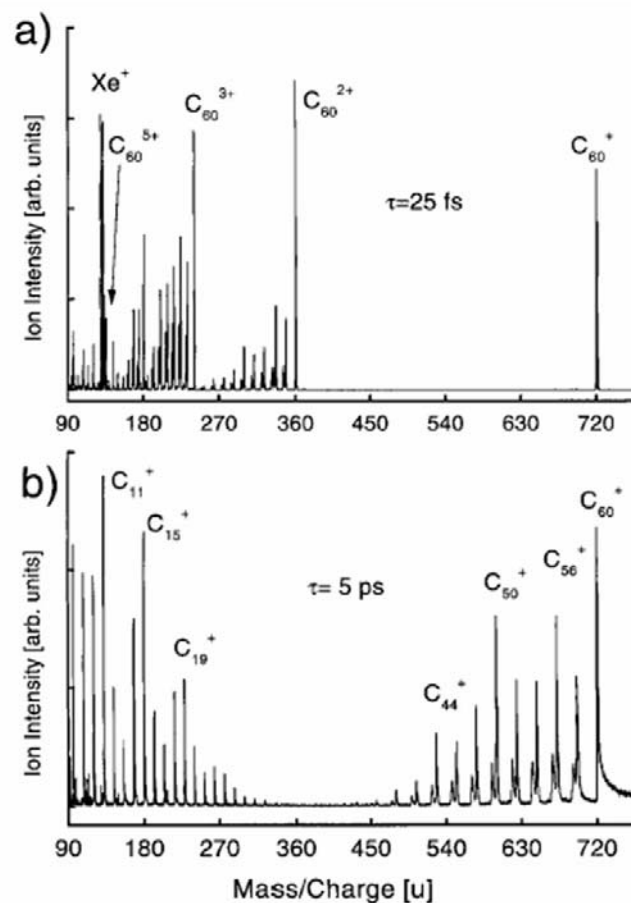 a)
Ion Intensity [arb. units]
Xe+
C60 5+
C60 3+
C60 2+
C60+
τ=25 fs
90 180 270 360 450 540 630 720
b)
Ion Intensity [arb. units]
C11+
C15+
C19+
τ= 5 ps
C44+
C50+
C56+
C60+
90 180 270 360 450 540 630 720
Mass/Charge [u]